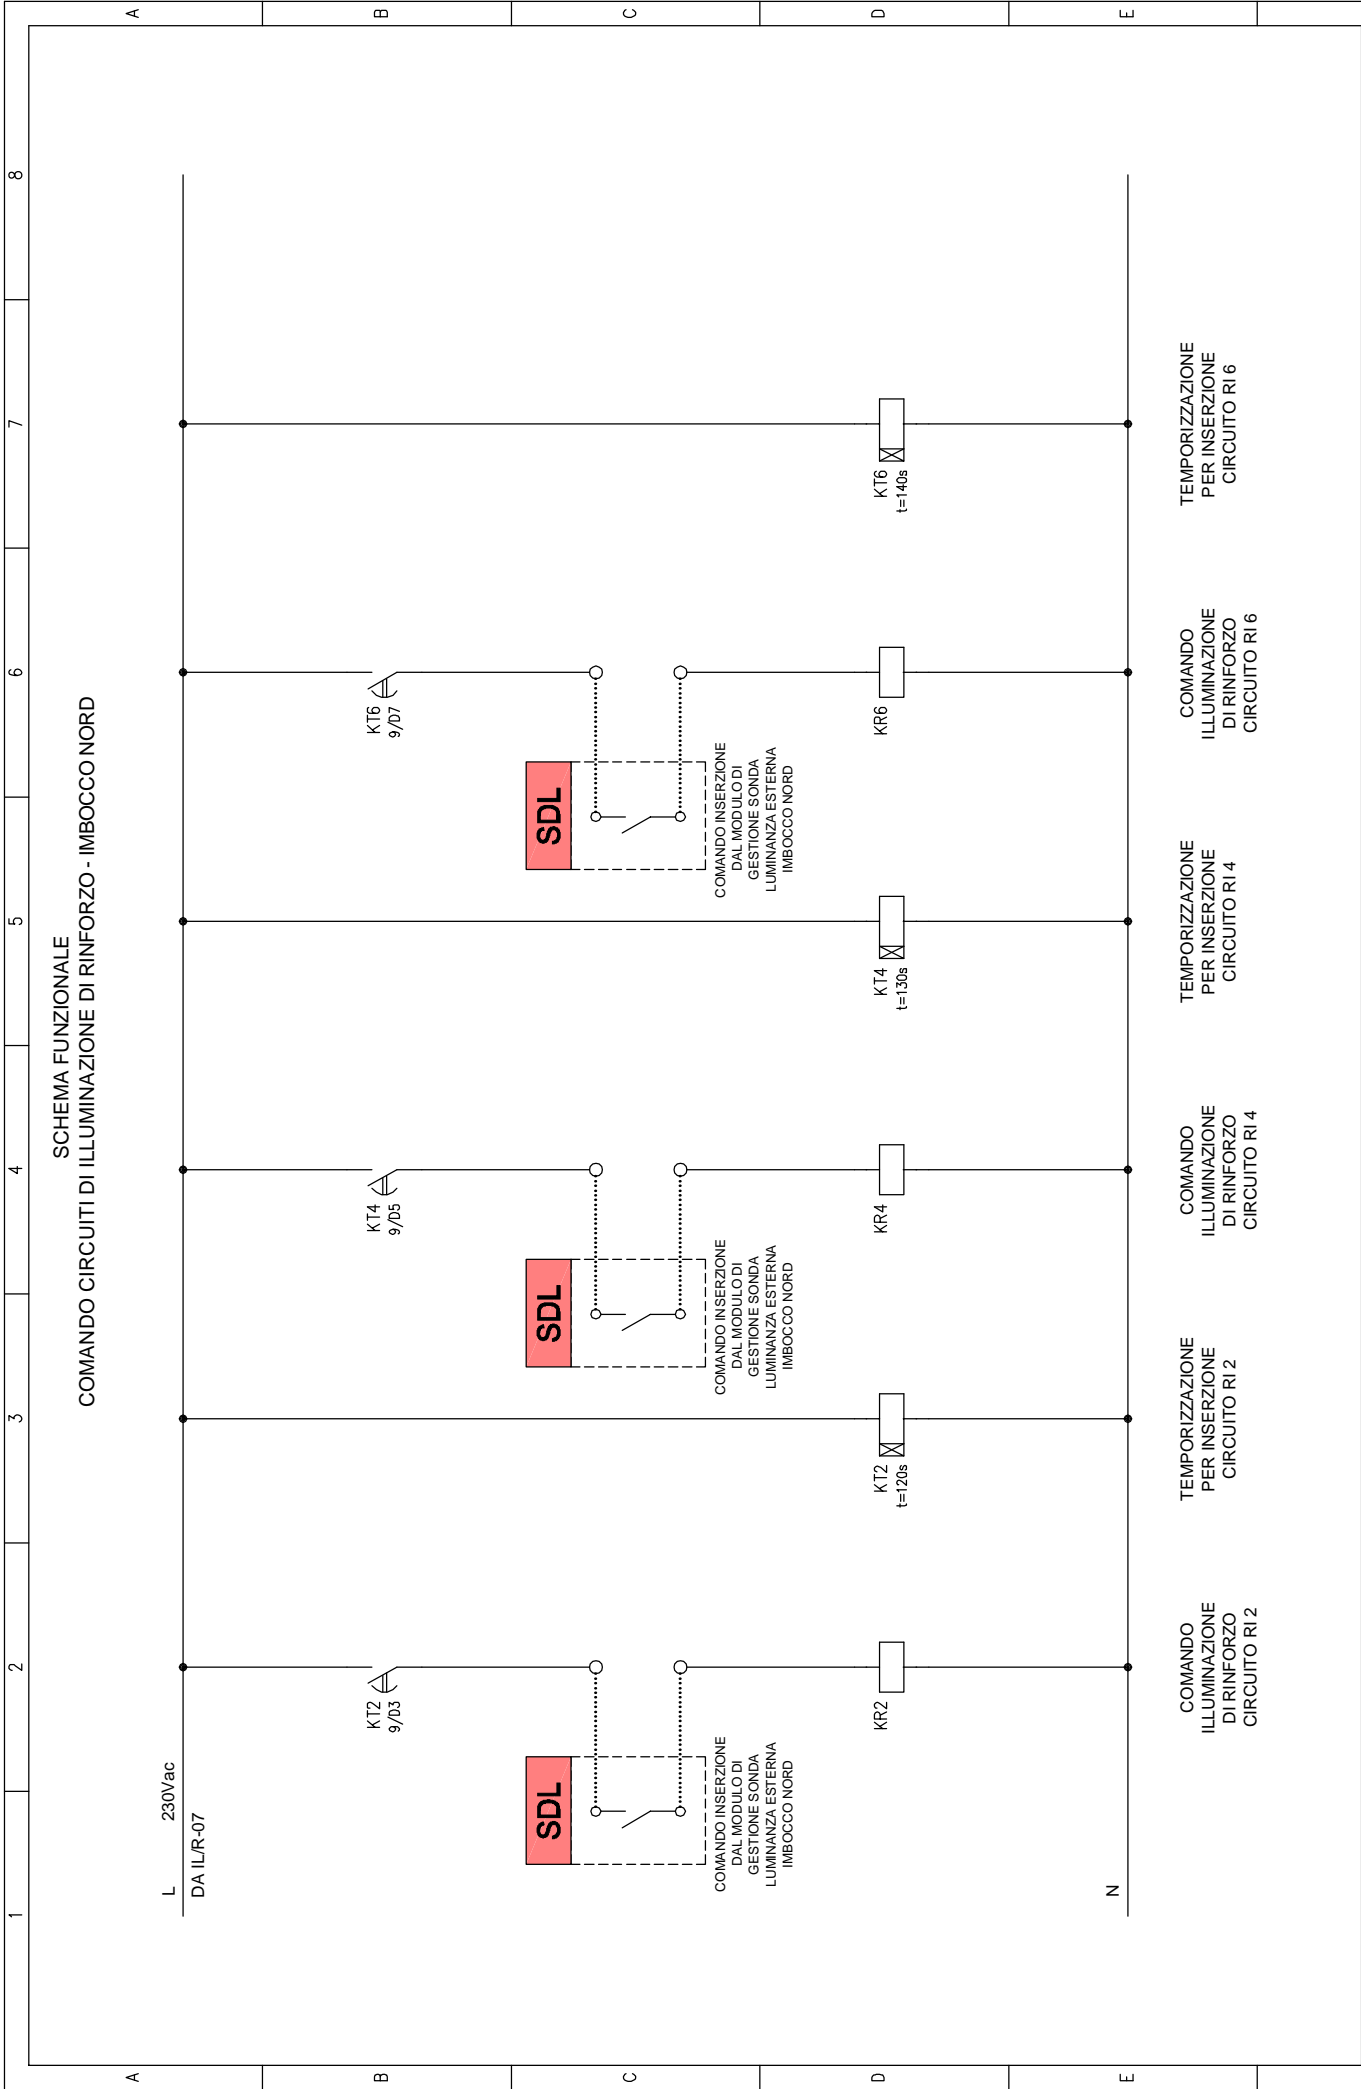 1
2
3
4
5
6
7
8
A
B
C
D
E
A
B
C
D
E
SCHEMA FUNZIONALE
COMANDO CIRCUITI DI ILLUMINAZIONE DI RINFORZO - IMBOCCO NORD
L
230Vac
DA IL/R-07
KT2
9/D3
KT4
9/D5
KT6
9/D7
SDL
COMANDO INSERZIONE
DAL MODULO DI
GESTIONE SONDA
LUMINANZA ESTERNA
IMBOCCO NORD
SDL
COMANDO INSERZIONE
DAL MODULO DI
GESTIONE SONDA
LUMINANZA ESTERNA
IMBOCCO NORD
SDL
COMANDO INSERZIONE
DAL MODULO DI
GESTIONE SONDA
LUMINANZA ESTERNA
IMBOCCO NORD
KR2
KT2
t=120s
KR4
KT4
t=130s
KR6
KT6
t=140s
N
COMANDO
ILLUMINAZIONE
DI RINFORZO
CIRCUITO RI 2
TEMPORIZZAZIONE
PER INSERZIONE
CIRCUITO RI 2
COMANDO
ILLUMINAZIONE
DI RINFORZO
CIRCUITO RI 4
TEMPORIZZAZIONE
PER INSERZIONE
CIRCUITO RI 4
COMANDO
ILLUMINAZIONE
DI RINFORZO
CIRCUITO RI 6
TEMPORIZZAZIONE
PER INSERZIONE
CIRCUITO RI 6